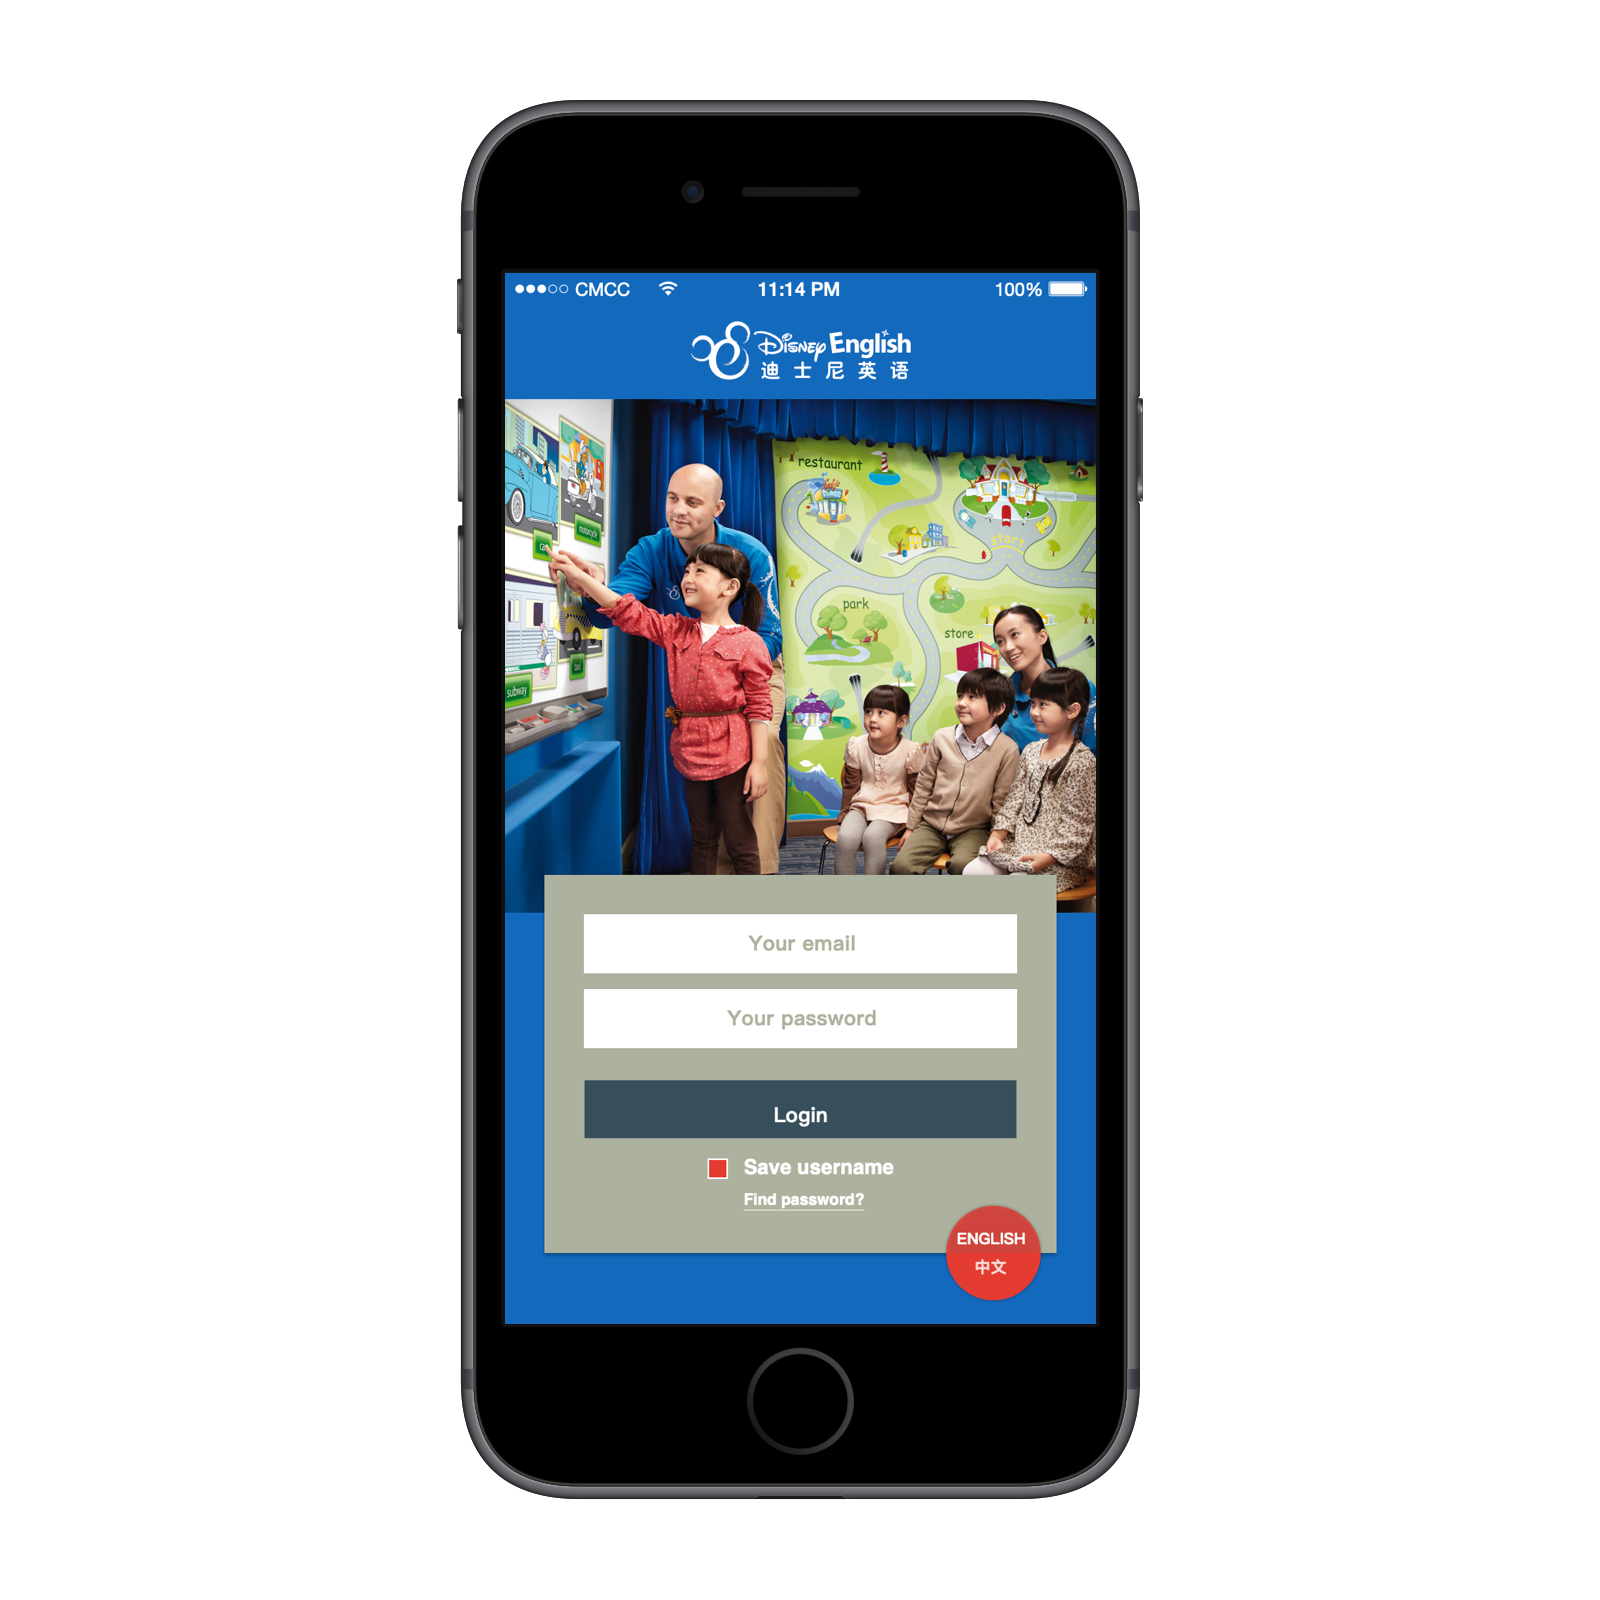 CMCC
11:14 PM
100%
Disney English
迪士尼英语
restaurant
start
motorcycle
car
park
store
taxi
subway
Your email
Your password
Login
Save username
Find password?
ENGLISH
中文